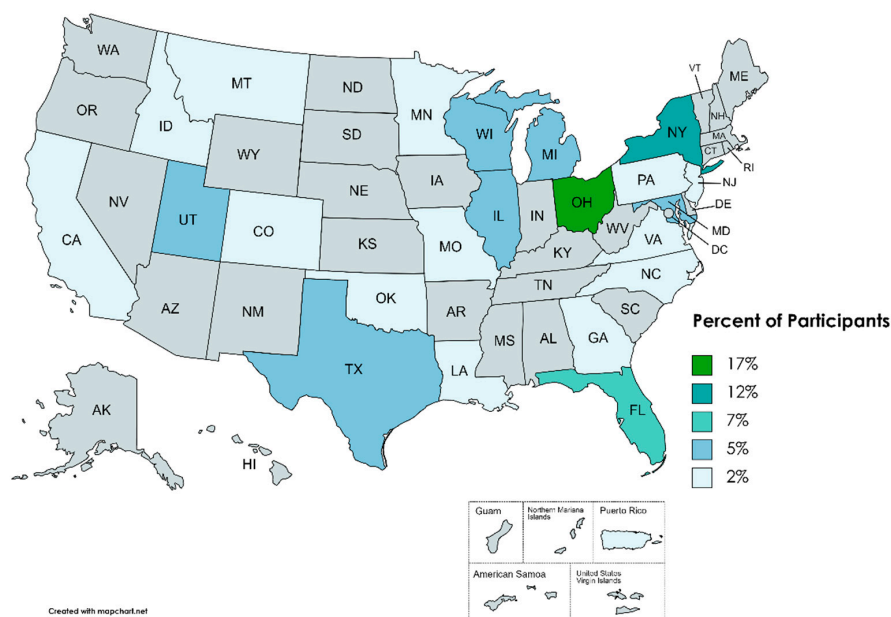 WA
MT
ND
MN
VT
ME
OR
ID
SD
WI
NH
NY
MA
WY
MI
CT
RI
IA
PA
NJ
NE
NV
OH
DE
UT
IL
IN
CA
CO
WV
MD
KS
MO
VA
DC
KY
NC
TN
OK
AZ
NM
AR
SC
MS
AL
GA
TX
LA
FL
AK
HI
Percent of Participants
17%
12%
7%
5%
2%
Guam
Northern Mariana
Islands
Puerto Rico
American Samoa
United States
Virgin Islands
Created with mapchart.net